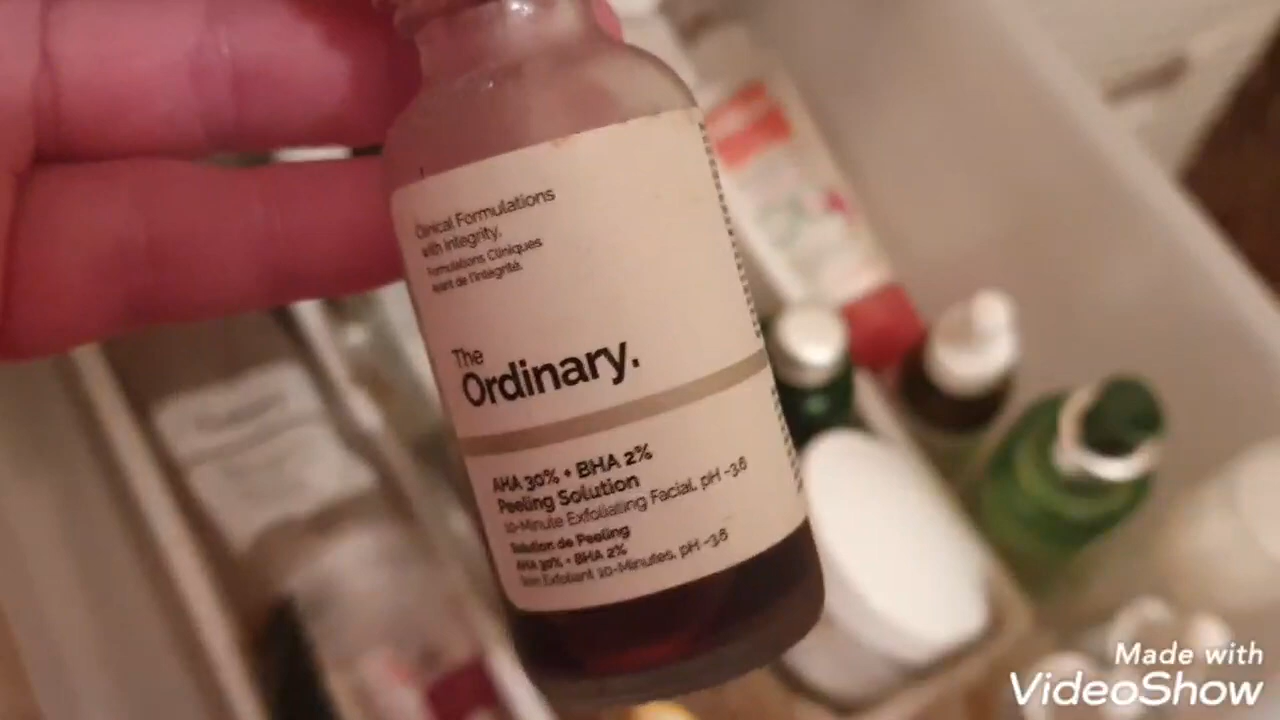 Clinical Formulations
with Integrity.
Formulations Cliniques
avant de l'intégrité.
The
Ordinary.
AHA 30% + BHA 2%
Peeling Solution
10-Minute Exfoliating Facial, pH ~3.6
Solution de Peeling
AHA 30% + BHA 2%
Soin Exfoliant 10-Minutes, pH ~3.6
Made with
VideoShow